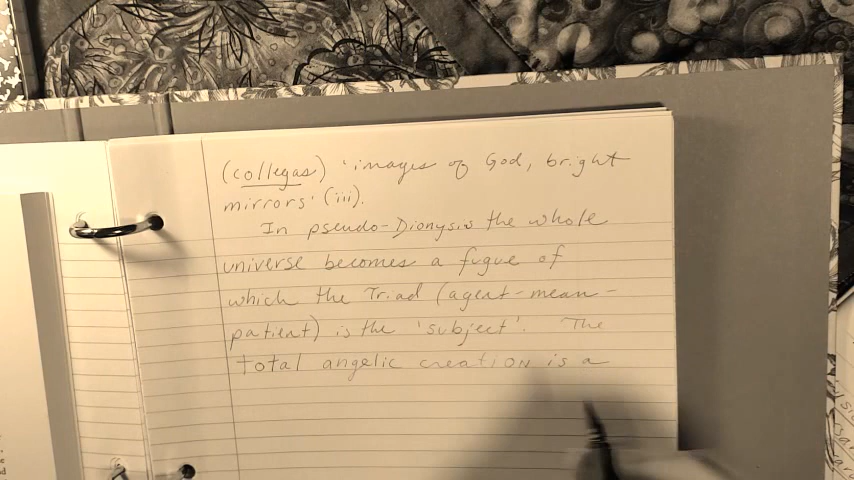 (collegas) 'images of God, bright
mirrors' (iii).
In pseudo-Dionysis the whole
universe becomes a fugue of
which the Triad (agent-mean-
patient) is the 'subject'. The
total angelic creation is a